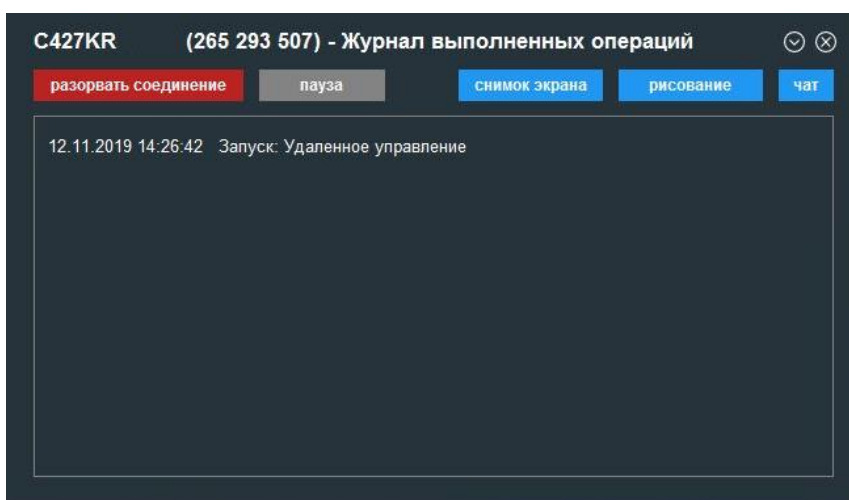 C427KR (265 293 507) - Журнал выполненных операций
разорвать соединение пауза снимок экрана рисование чат
12.11.2019 14:26:42 Запуск: Удаленное управление